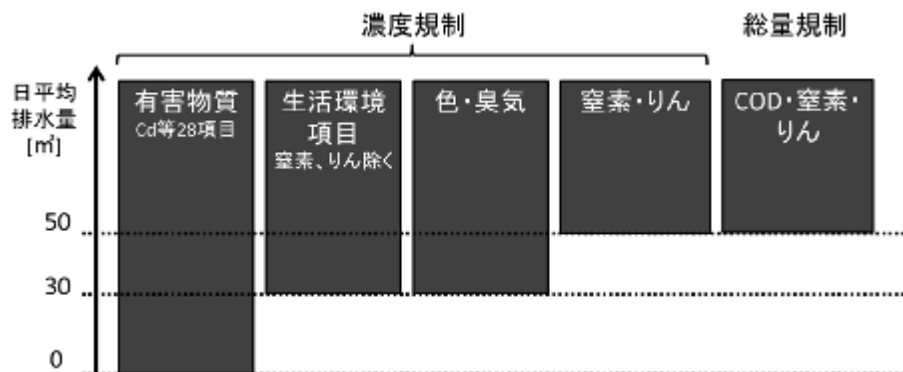 濃度規制
総量規制
日平均
排水量
[㎥]
有害物質
Cd等28項目
生活環境
項目
窒素、りん除く
色・臭気
窒素・りん
COD・窒素・
りん
50
30
0